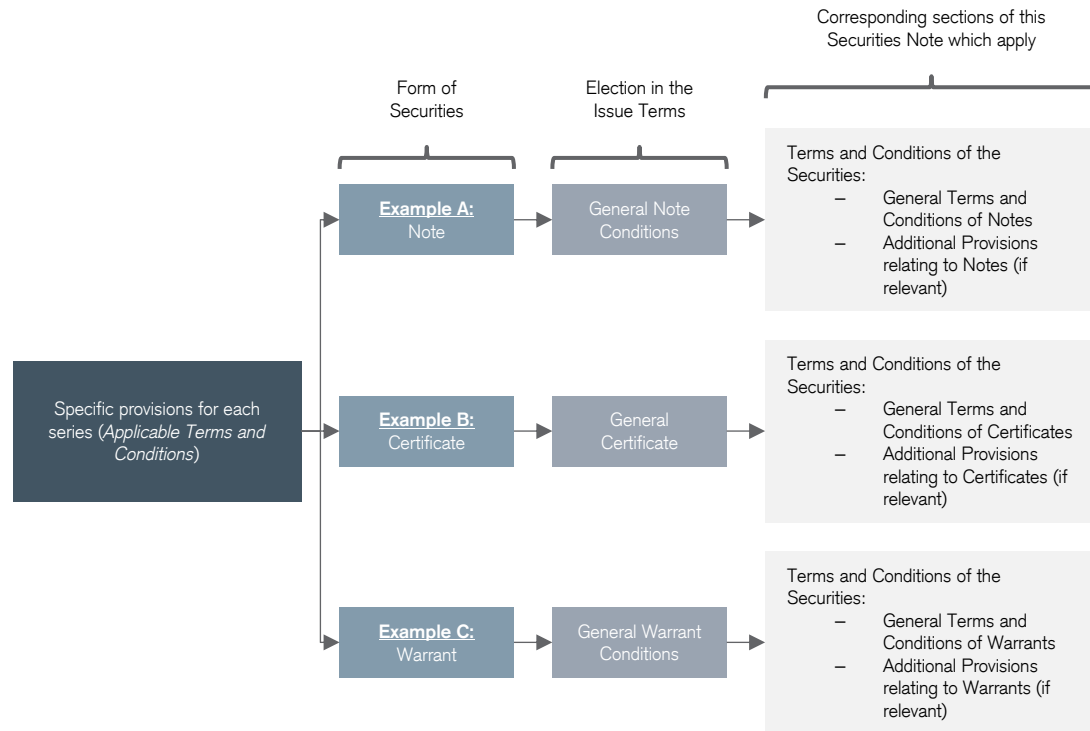 Corresponding sections of this
Securities Note which apply
Form of
Securities
Election in the
Issue Terms
Specific provisions for each
series (Applicable Terms and
Conditions)
Example A:
Note
General Note
Conditions
Terms and Conditions of the
Securities:
– General Terms and
Conditions of Notes
– Additional Provisions
relating to Notes (if
relevant)
Example B:
Certificate
General
Certificate
Terms and Conditions of the
Securities:
– General Terms and
Conditions of Certificates
– Additional Provisions
relating to Certificates (if
relevant)
Example C:
Warrant
General Warrant
Conditions
Terms and Conditions of the
Securities:
– General Terms and
Conditions of Warrants
– Additional Provisions
relating to Warrants (if
relevant)